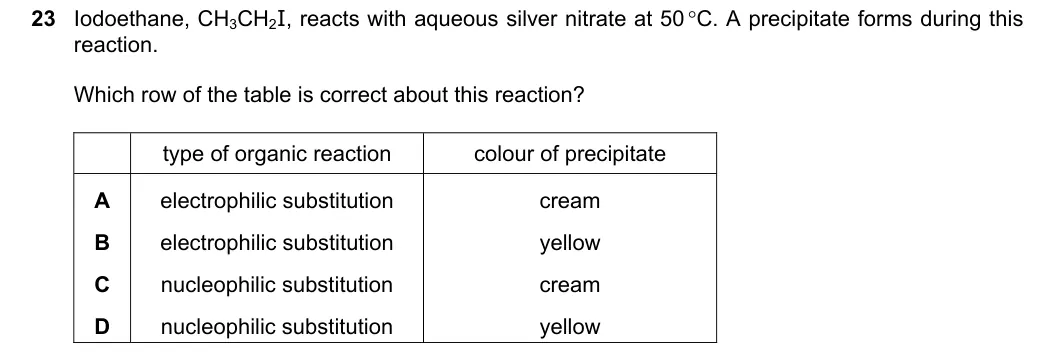 23 Iodoethane, CH₃CH₂I, reacts with aqueous silver nitrate at 50 °C. A precipitate forms during this
reaction.
Which row of the table is correct about this reaction?
type of organic reaction colour of precipitate
A electrophilic substitution cream
B electrophilic substitution yellow
C nucleophilic substitution cream
D nucleophilic substitution yellow